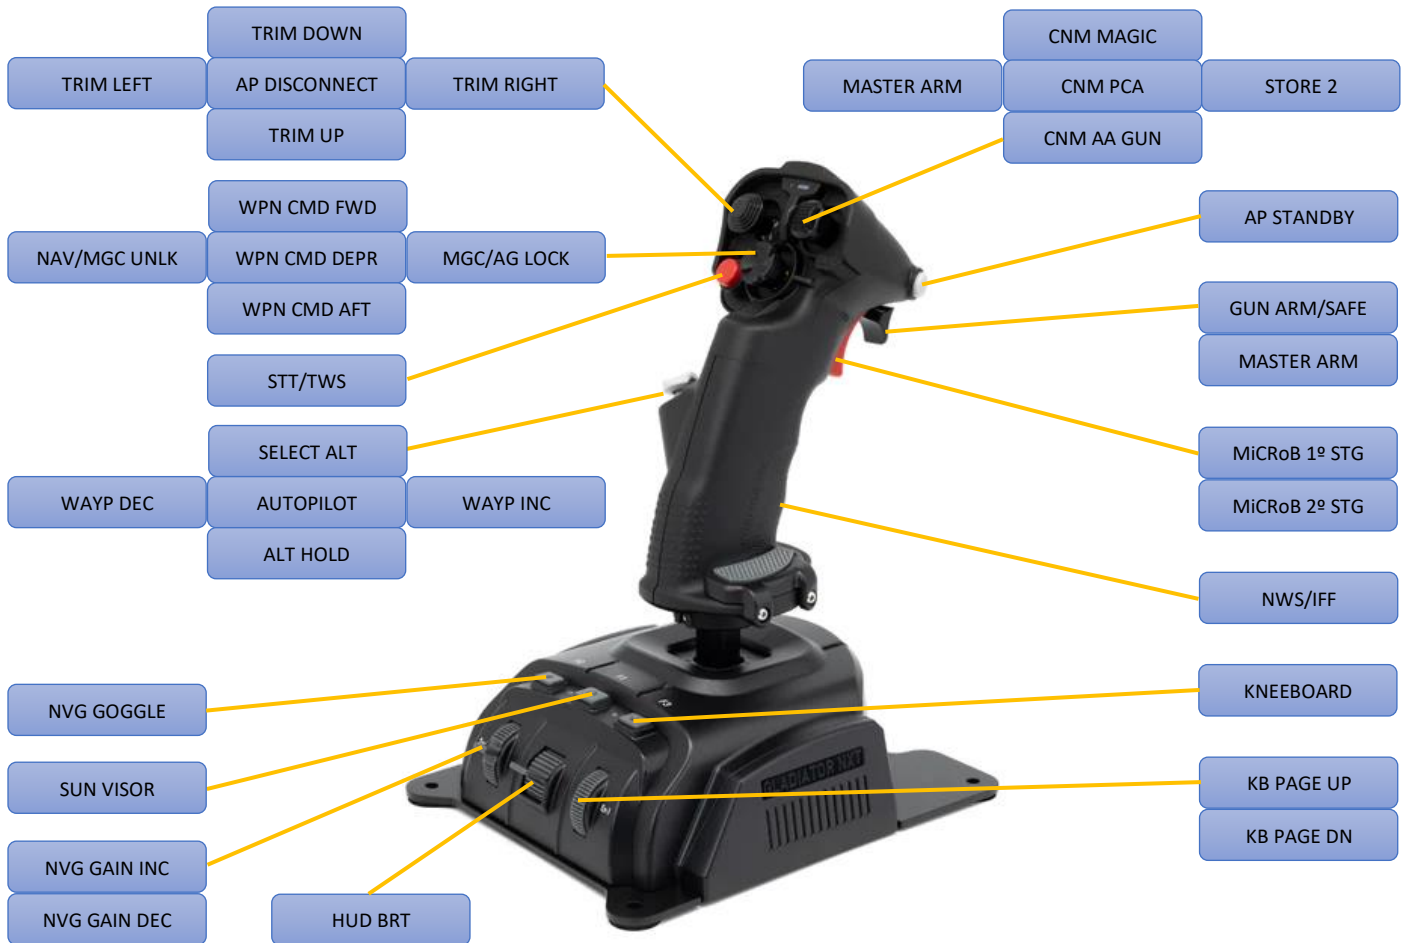 TRIM DOWN
TRIM LEFT
AP DISCONNECT
TRIM RIGHT
TRIM UP
CNM MAGIC
MASTER ARM
CNM PCA
STORE 2
CNM AA GUN
WPN CMD FWD
NAV/MGC UNLK
WPN CMD DEPR
MGC/AG LOCK
WPN CMD AFT
AP STANDBY
GUN ARM/SAFE
MASTER ARM
STT/TWS
SELECT ALT
WAYP DEC
AUTOPILOT
WAYP INC
ALT HOLD
MiCRoB 1º STG
MiCRoB 2º STG
NWS/IFF
NVG GOGGLE
SUN VISOR
NVG GAIN INC
NVG GAIN DEC
HUD BRT
KNEEBOARD
KB PAGE UP
KB PAGE DN
F1
F3
GLADIATOR NXT